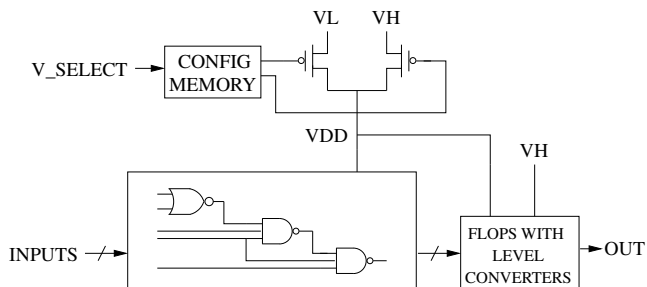 VL
VH
V_SELECT
CONFIG
MEMORY
VDD
VH
INPUTS
FLOPS WITH
LEVEL
CONVERTERS
OUT